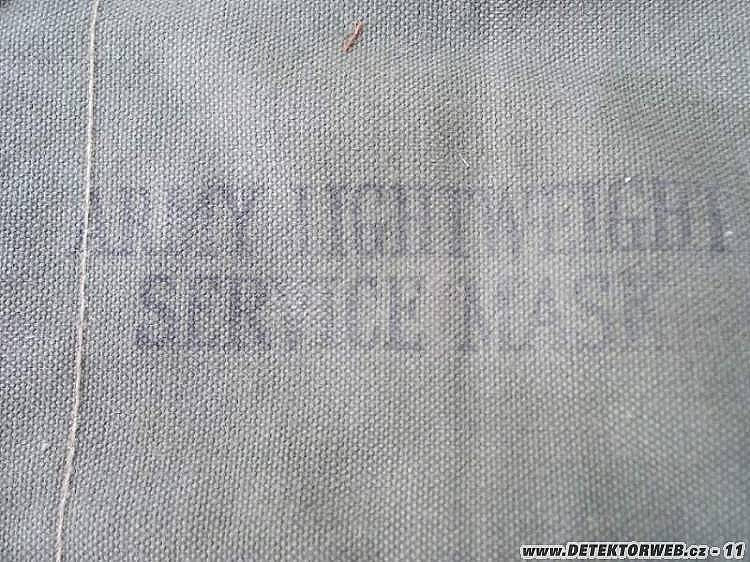 ARMY LIGHTWEIGHT
SERVICE MASK
www.DETEKTORWEB.cz - 11